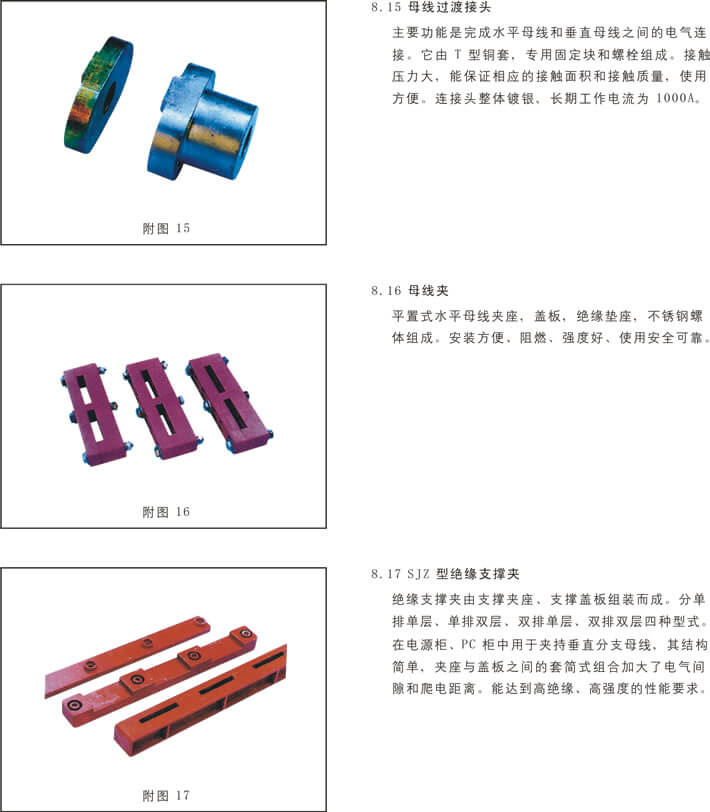 8.15 母线过渡接头
主要功能是完成水平母线和垂直母线之间的电气连
接。它由 T 型铜套，专用固定块和螺栓组成。接触
压力大，能保证相应的接触面积和接触质量，使用
方便。连接头整体镀银、长期工作电流为 1000A。
附图 15
8.16 母线夹
平置式水平母线夹座，盖板，绝缘垫座，不锈钢螺
体组成。安装方便、阻燃、强度好、使用安全可靠。
附图 16
8.17 SJZ 型绝缘支撑夹
绝缘支撑夹由支撑夹座、支撑盖板组装而成。分单
排单层、单排双层、双排单层、双排双层四种型式。
在电源柜、PC 柜中用于夹持垂直分支母线，其结构
简单，夹座与盖板之间的套筒式组合加大了电气间
隙和爬电距离。能达到高绝缘、高强度的性能要求。
附图 17